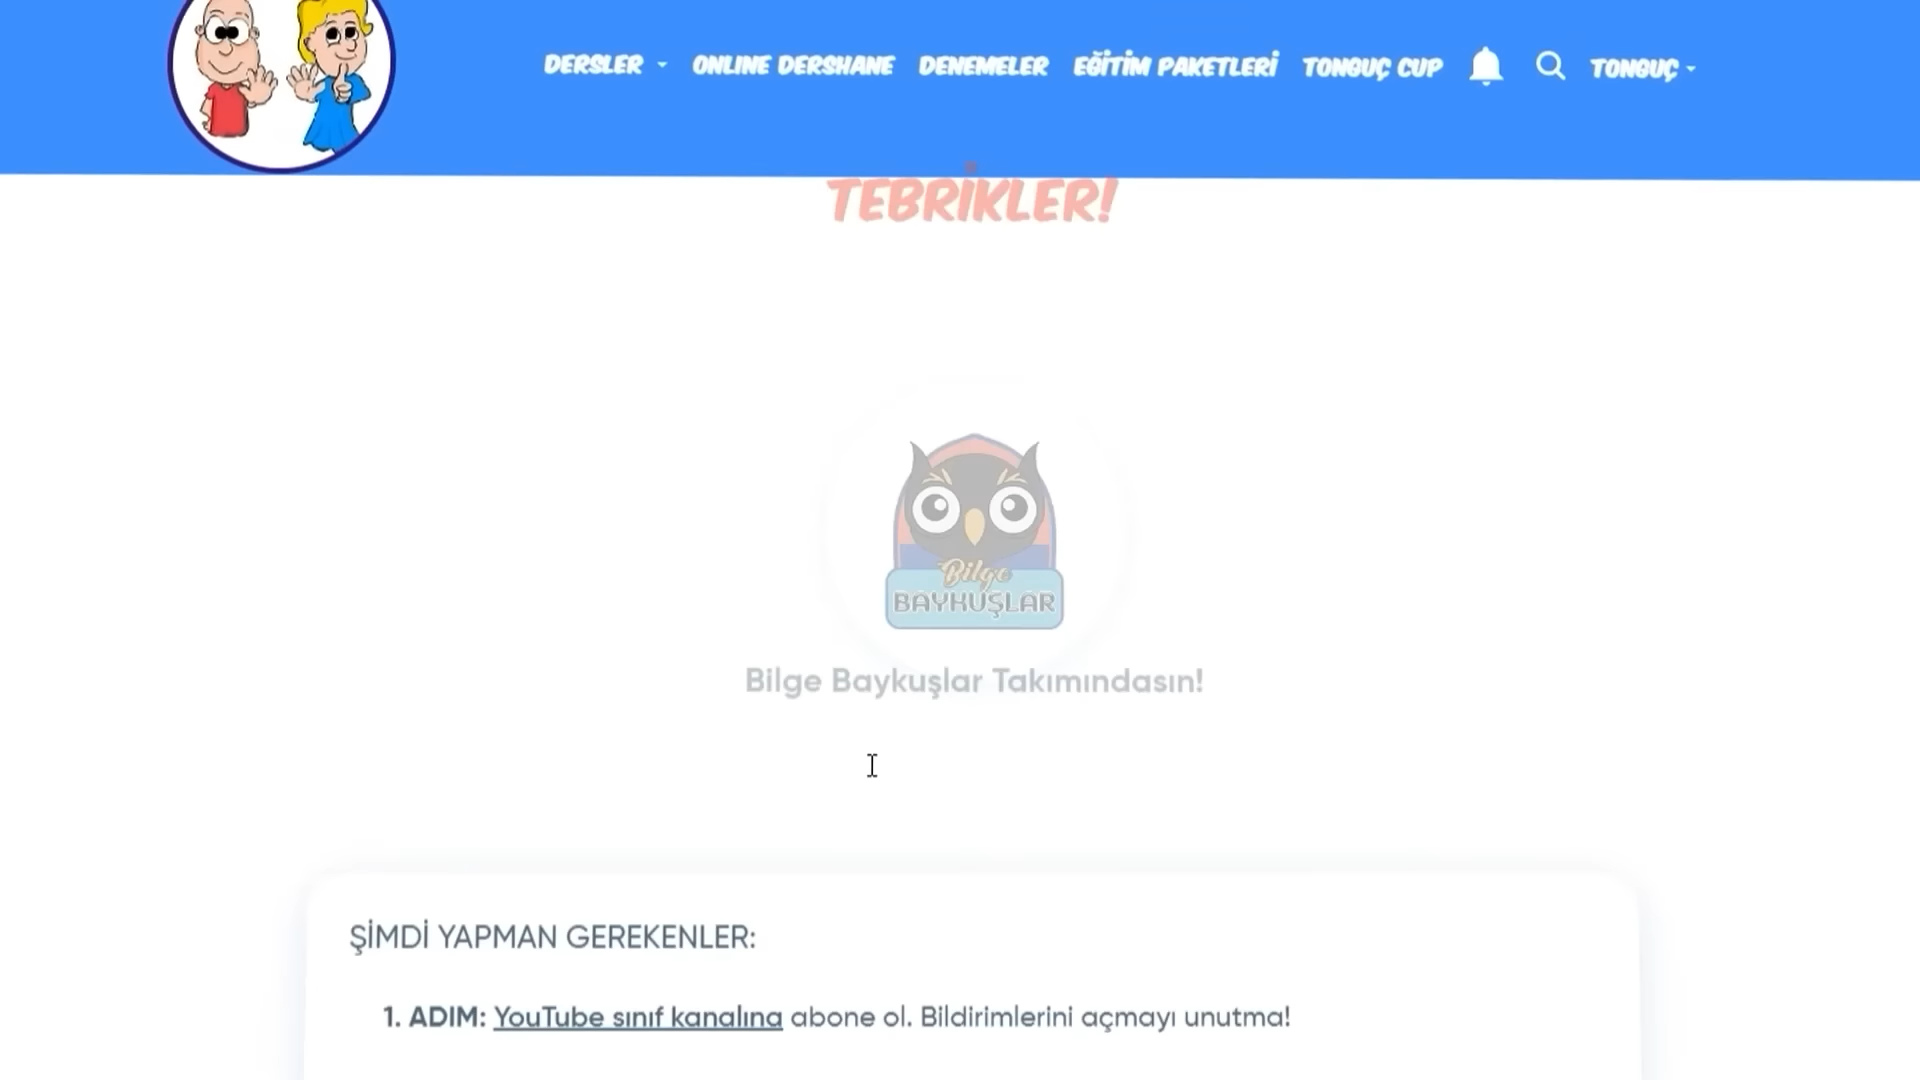 DERSLER ONLINE DERSHANE DENEMELER EĞİTİM PAKETLERİ TONGUÇ CUP TONGUÇ
TEBRİKLER!
Bilge
BAYKUŞLAR
Bilge Baykuşlar Takımındasın!
ŞİMDİ YAPMAN GEREKENLER:
1. ADIM: YouTube sınıf kanalına abone ol. Bildirimlerini açmayı unutma!